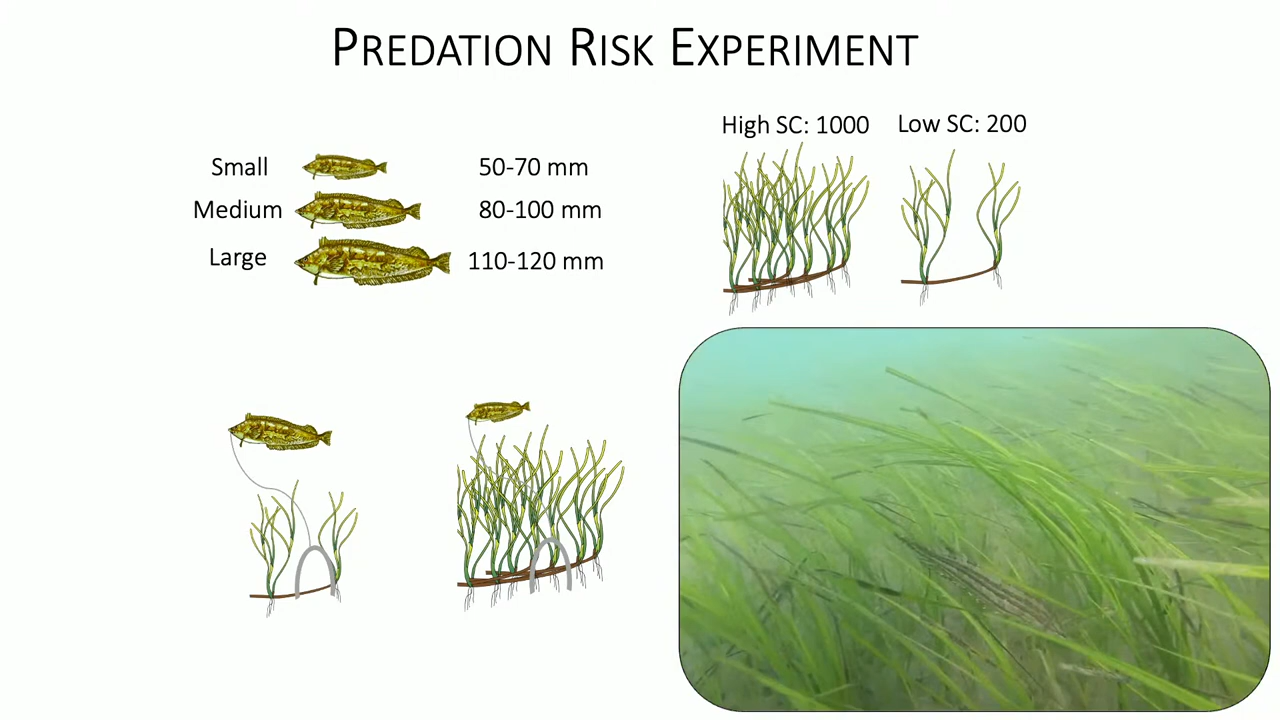 PREDATION RISK EXPERIMENT
Small 50-70 mm
Medium 80-100 mm
Large 110-120 mm
High SC: 1000 Low SC: 200